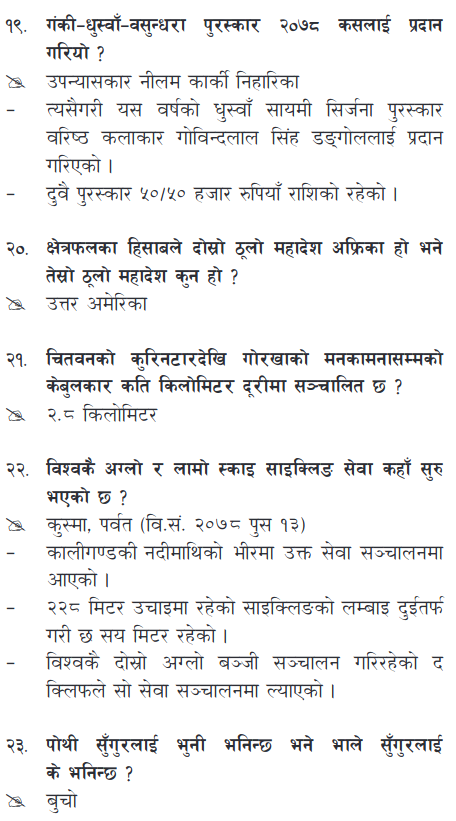 १९. गंकी-धुस्वाँ-वसुन्धरा पुरस्कार २०७८ कसलाई प्रदान
गरियो ?
उपन्यासकार नीलम कार्की निहारिका
– त्यसैगरी यस वर्षको धुस्वाँ सायमी सिर्जना पुरस्कार
वरिष्ठ कलाकार गोविन्दलाल सिंह डङ्गोललाई प्रदान
गरिएको ।
– दुवै पुरस्कार ५०/५० हजार रुपियाँ राशिको रहेको ।
२०. क्षेत्रफलका हिसाबले दोस्रो ठूलो महादेश अफ्रिका हो भने
तेस्रो ठूलो महादेश कुन हो ?
उत्तर अमेरिका
२१. चितवनको कुरिनटारदेखि गोरखाको मनकामनासम्मको
केबुलकार कति किलोमिटर दूरीमा सञ्चालित छ ?
२.८ किलोमिटर
२२. विश्वकै अग्लो र लामो स्काइ साइक्लिङ सेवा कहाँ सुरु
भएको छ ?
कुस्मा, पर्वत (वि.सं. २०७८ पुस १३)
– कालीगण्डकी नदीमाथिको भीरमा उक्त सेवा सञ्चालनमा
आएको ।
– २२८ मिटर उचाइमा रहेको साइक्लिङको लम्बाइ दुईतर्फ
गरी छ सय मिटर रहेको ।
– विश्वकै दोस्रो अग्लो बञ्जी सञ्चालन गरिरहेको द
क्लिफले सो सेवा सञ्चालनमा ल्याएको ।
२३. पोथी सुँगुरलाई भुनी भनिन्छ भने भाले सुँगुरलाई
के भनिन्छ ?
बुचो